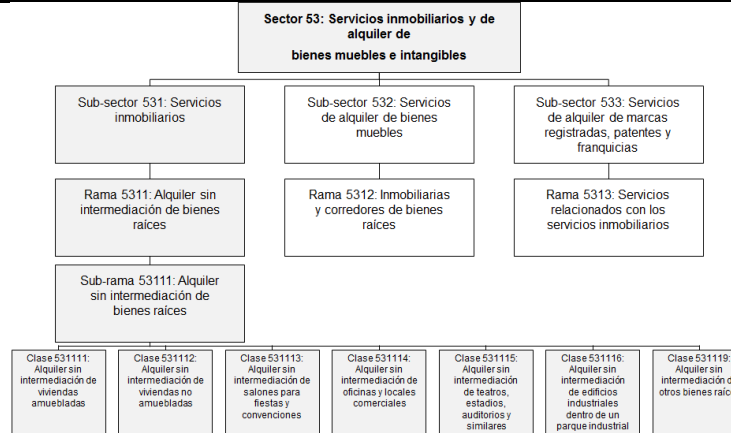 Sector 53: Servicios inmobiliarios y de
alquiler de
bienes muebles e intangibles
Sub-sector 531: Servicios
inmobiliarios
Sub-sector 532: Servicios
de alquiler de bienes
muebles
Sub-sector 533: Servicios
de alquiler de marcas
registradas, patentes y
franquicias
Rama 5311: Alquiler sin
intermediación de bienes
raíces
Rama 5312: Inmobiliarias
y corredores de bienes
raíces
Rama 5313: Servicios
relacionados con los
servicios inmobiliarios
Sub-rama 53111: Alquiler
sin intermediación de
bienes raíces
Clase 531111:
Alquiler sin
intermediación de
viviendas
amuebladas
Clase 531112:
Alquiler sin
intermediación de
viviendas no
amuebladas
Clase 531113:
Alquiler sin
intermediación de
salones para
fiestas y
convenciones
Clase 531114:
Alquiler sin
intermediación de
oficinas y locales
comerciales
Clase 531115:
Alquiler sin
intermediación
de teatros,
estadios,
auditorios y
similares
Clase 531116:
Alquiler sin
intermediación
de edificios
industriales
dentro de un
parque industrial
Clase 531119:
Alquiler sin
intermediación
otros bienes